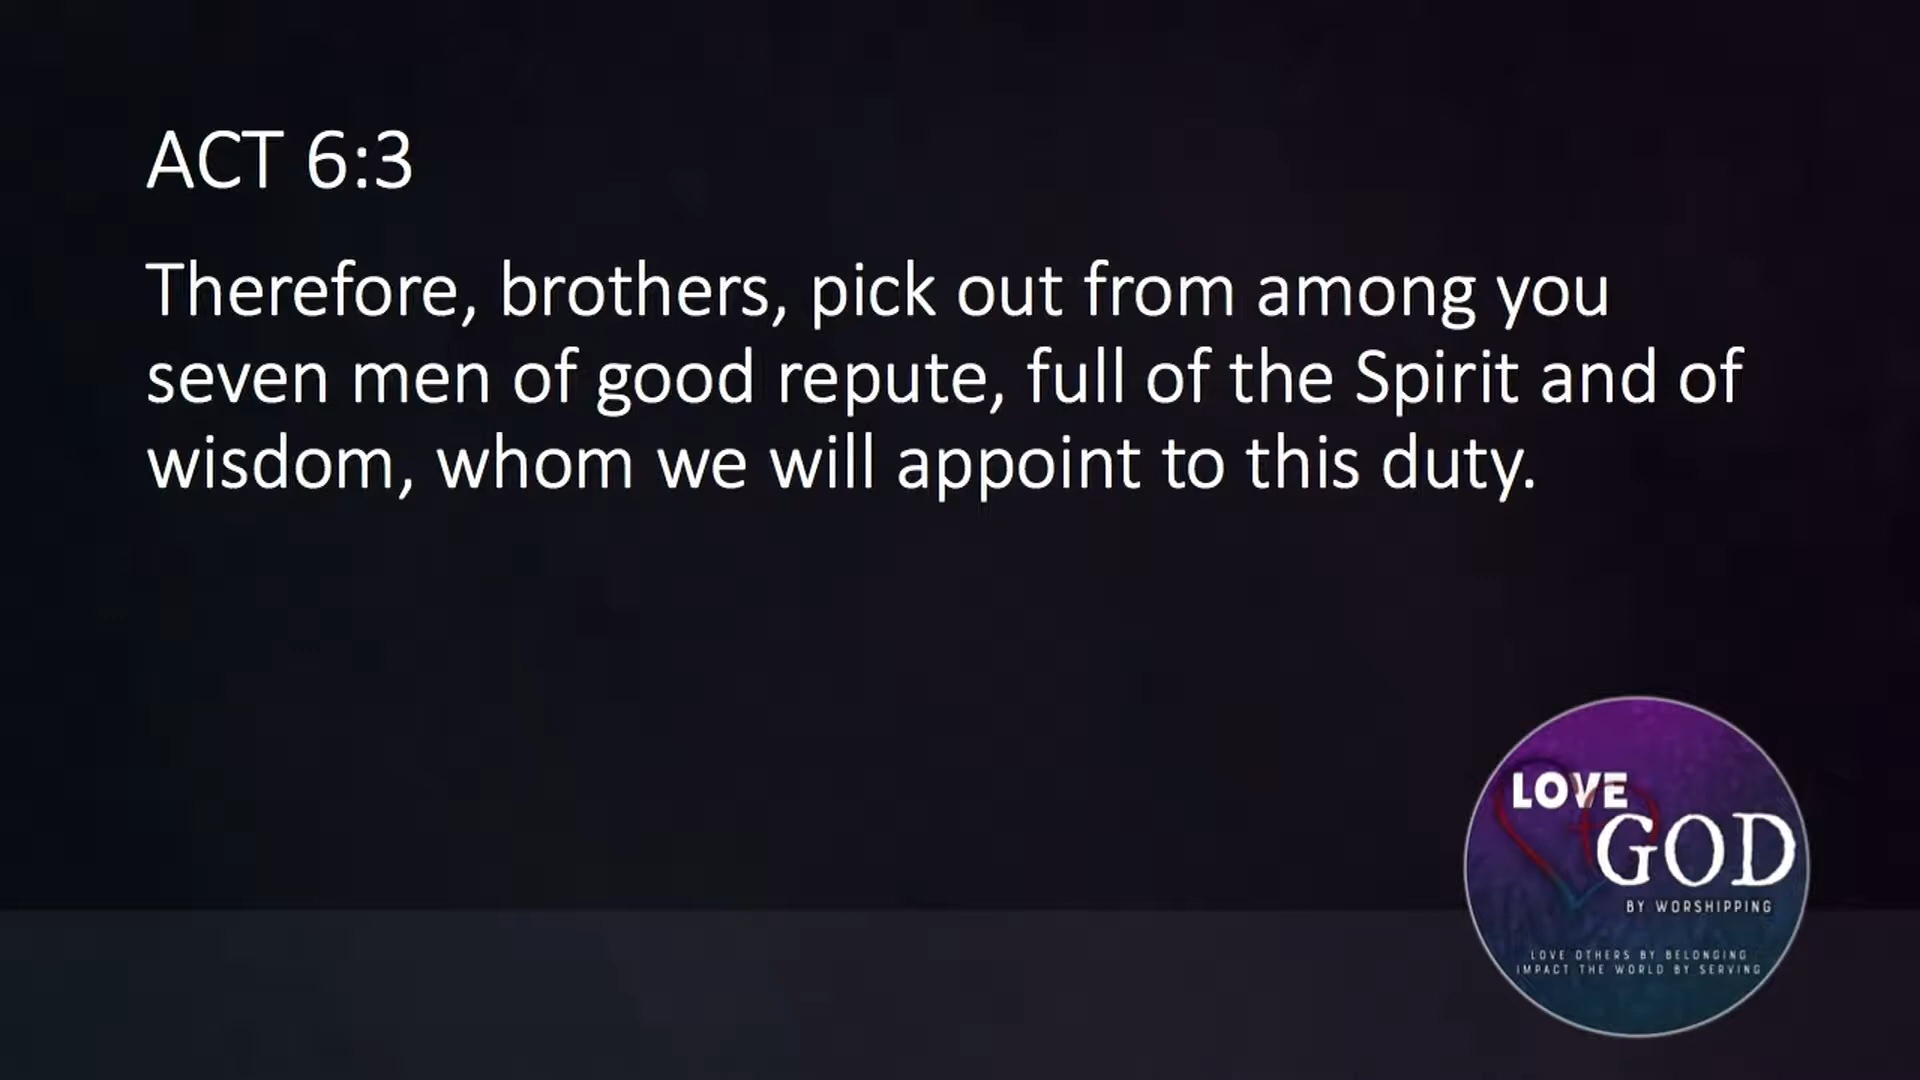 ACT 6:3
Therefore, brothers, pick out from among you
seven men of good repute, full of the Spirit and of
wisdom, whom we will appoint to this duty.
LOVE
GOD
BY WORSHIPPING
LOVE OTHERS BY BELONGING
IMPACT THE WORLD BY SERVING